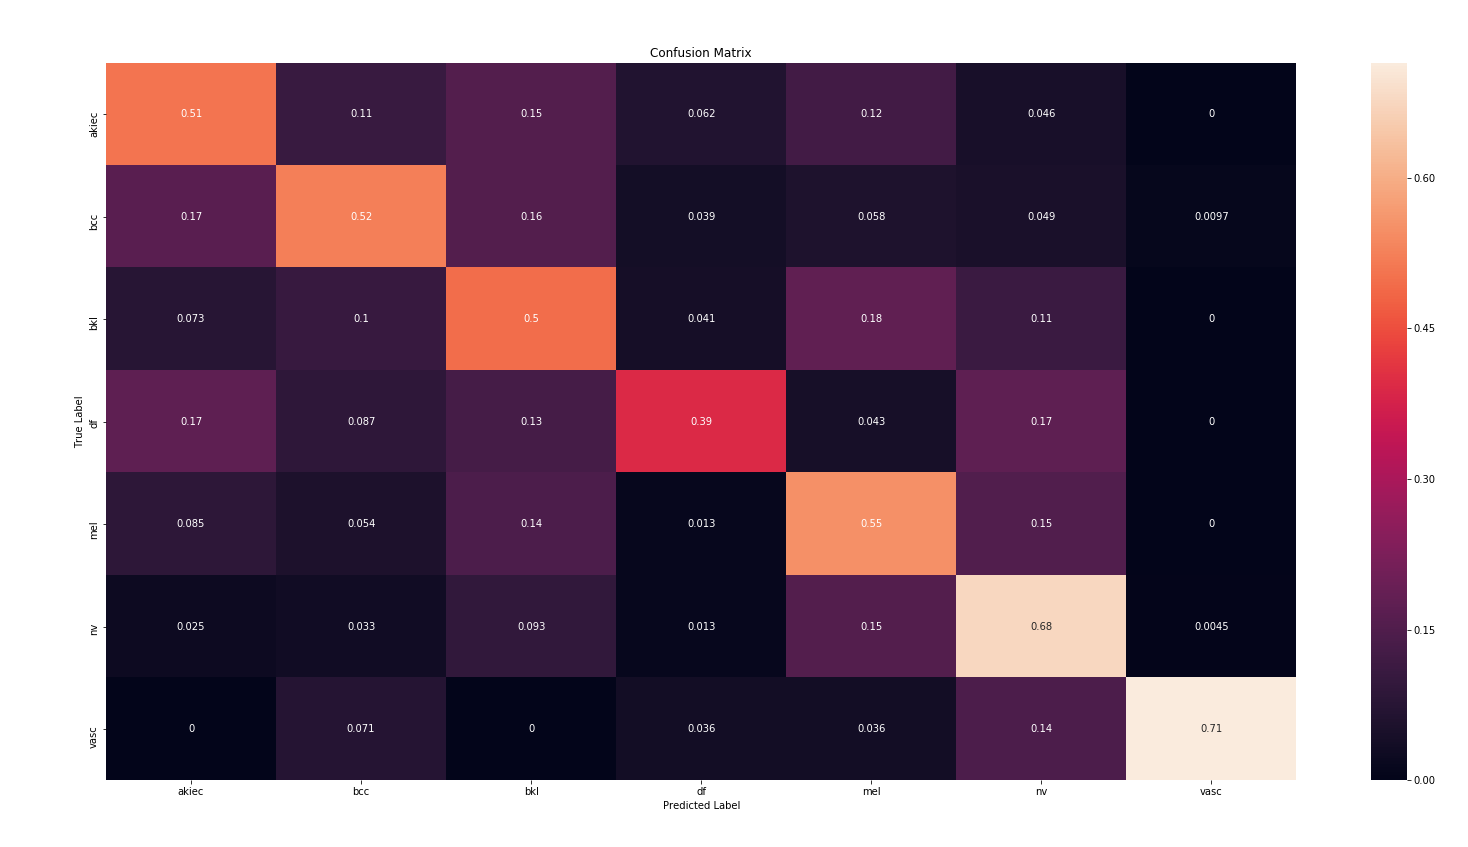 Confusion Matrix
True Label
akiec 0.51 0.11 0.15 0.062 0.12 0.046 0
bcc 0.17 0.52 0.16 0.039 0.058 0.049 0.0097
bkl 0.073 0.1 0.5 0.041 0.18 0.11 0
df 0.17 0.087 0.13 0.39 0.043 0.17 0
mel 0.085 0.054 0.14 0.013 0.55 0.15 0
nv 0.025 0.033 0.093 0.013 0.15 0.68 0.0045
vasc 0 0.071 0 0.036 0.036 0.14 0.71
akiec bcc bkl df mel nv vasc
Predicted Label
0.60
0.45
0.30
0.15
0.00